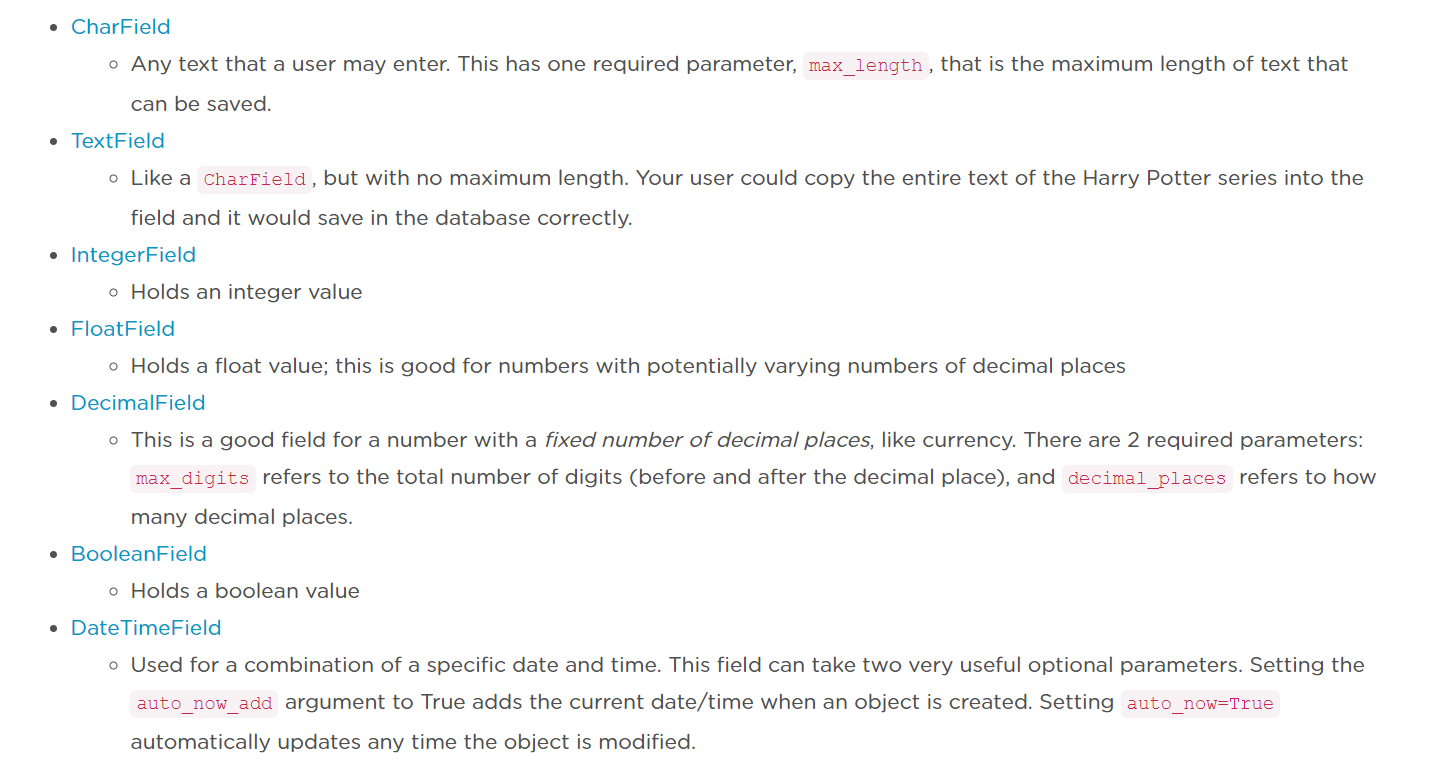 CharField
Any text that a user may enter. This has one required parameter, max_length, that is the maximum length of text that
can be saved.
TextField
Like a CharField, but with no maximum length. Your user could copy the entire text of the Harry Potter series into the
field and it would save in the database correctly.
IntegerField
Holds an integer value
FloatField
Holds a float value; this is good for numbers with potentially varying numbers of decimal places
DecimalField
This is a good field for a number with a fixed number of decimal places, like currency. There are 2 required parameters:
max_digits refers to the total number of digits (before and after the decimal place), and decimal_places refers to how
many decimal places.
BooleanField
Holds a boolean value
DateTimeField
Used for a combination of a specific date and time. This field can take two very useful optional parameters. Setting the
auto_now_add argument to True adds the current date/time when an object is created. Setting auto_now=True
automatically updates any time the object is modified.